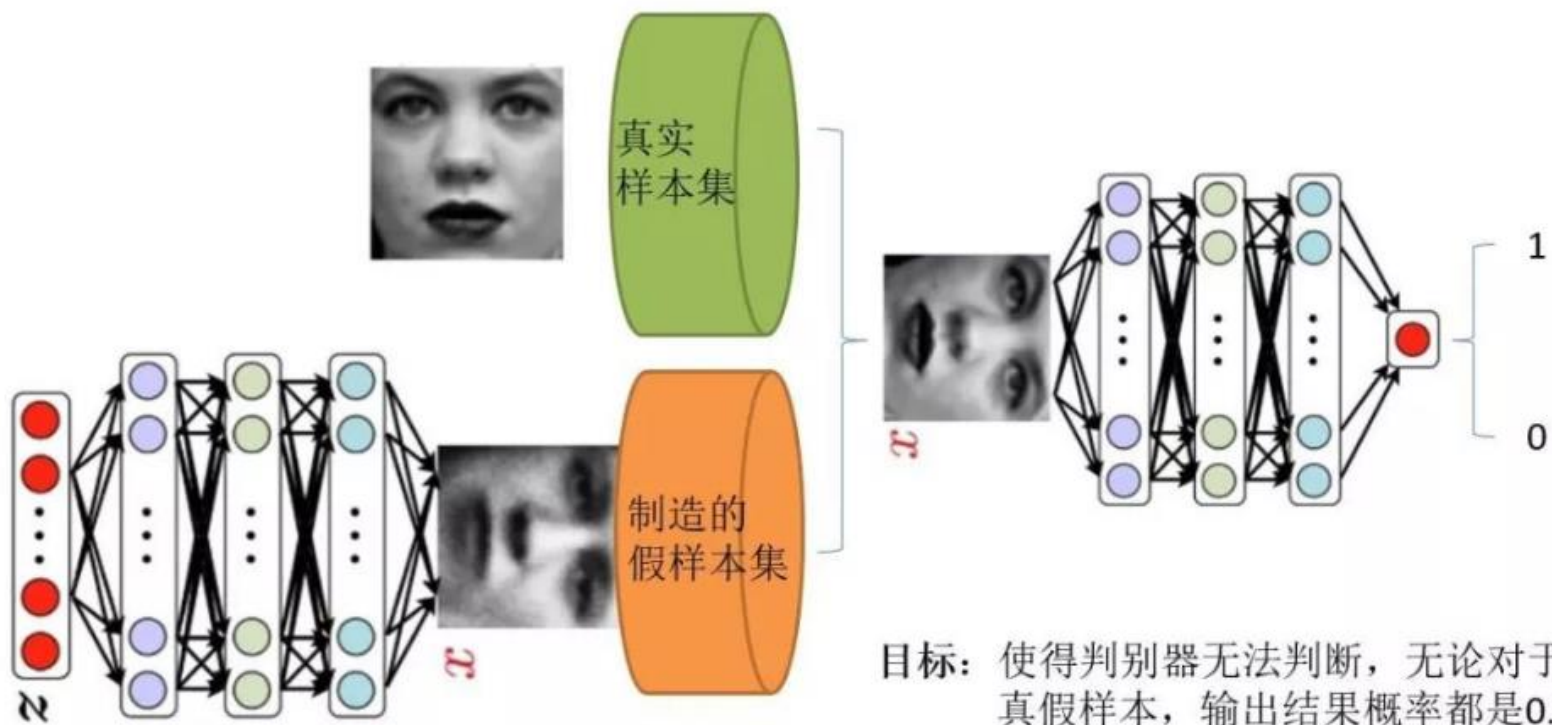 真实
样本集
制造的
假样本集
z
x
x
1
0
目标：使得判别器无法判断，无论对于
真假样本，输出结果概率都是0.